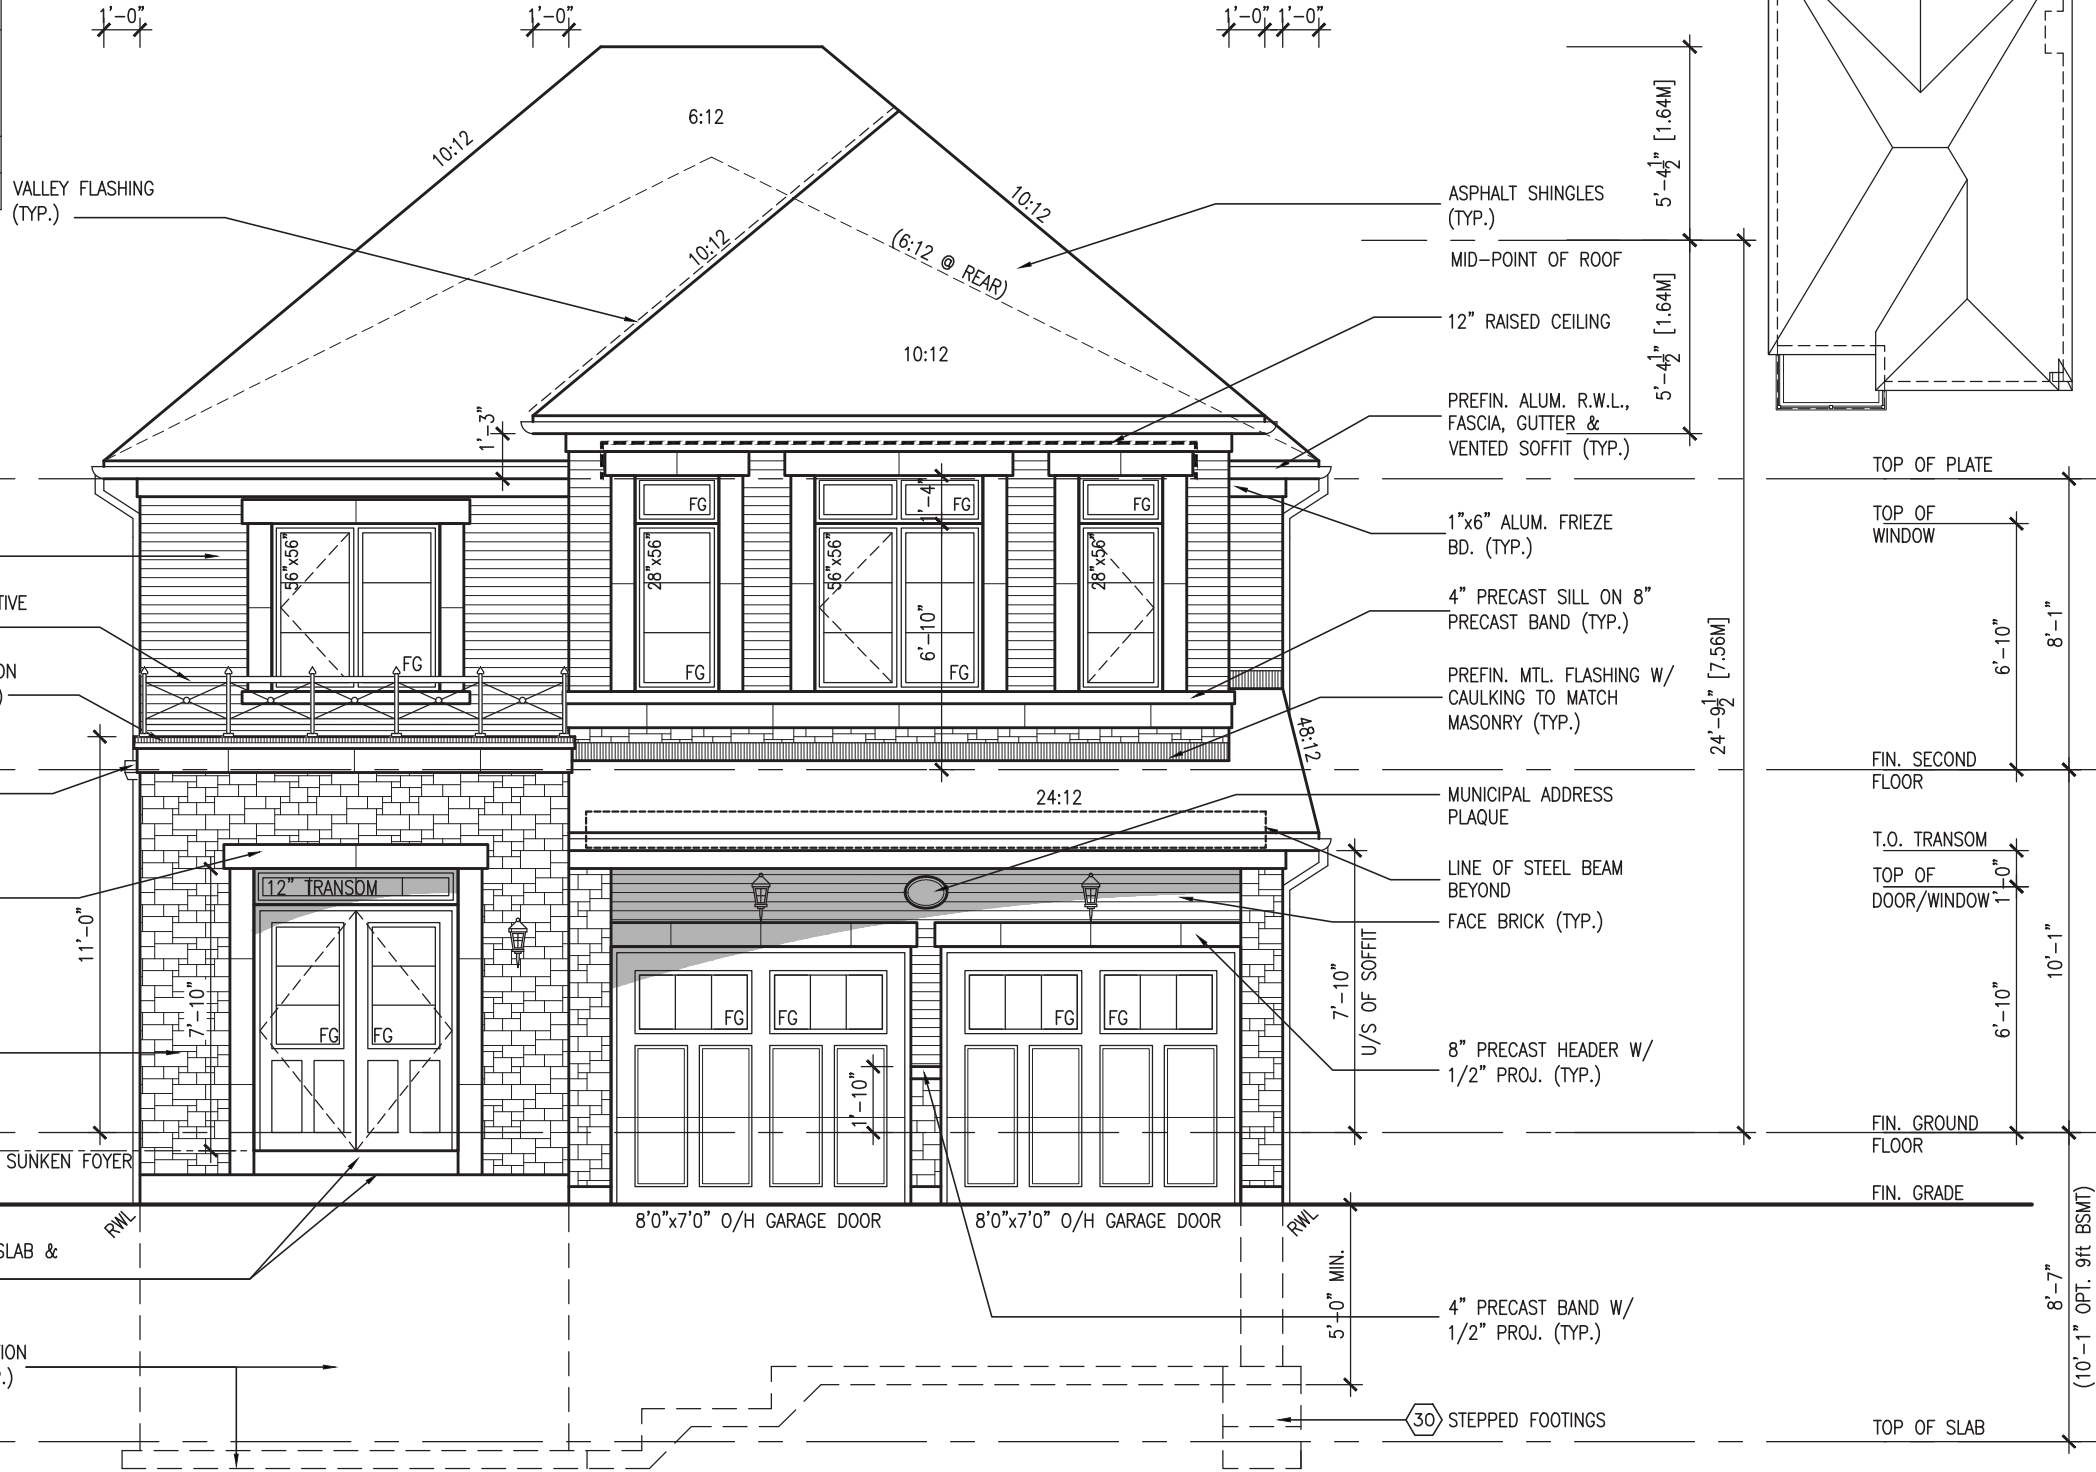 1'-0"
1'-0"
1'-0"
1'-0"
6:12
10:12
10:12
10:12
(6:12 @ REAR)
10:12
VALLEY FLASHING
(TYP.)
ASPHALT SHINGLES
(TYP.)
MID-POINT OF ROOF
12" RAISED CEILING
PREFIN. ALUM. R.W.L.,
FASCIA, GUTTER &
VENTED SOFFIT (TYP.)
1"x6" ALUM. FRIEZE
BD. (TYP.)
4" PRECAST SILL ON 8"
PRECAST BAND (TYP.)
PREFIN. MTL. FLASHING W/
CAULKING TO MATCH
MASONRY (TYP.)
MUNICIPAL ADDRESS
PLAQUE
LINE OF STEEL BEAM
BEYOND
FACE BRICK (TYP.)
8" PRECAST HEADER W/
1/2" PROJ. (TYP.)
4" PRECAST BAND W/
1/2" PROJ. (TYP.)
30 STEPPED FOOTINGS
5'-4 1/2" [1.64M]
5'-4 1/2" [1.64M]
24'-9 1/2" [7.56M]
TOP OF PLATE
TOP OF
WINDOW
FIN. SECOND
FLOOR
T.O. TRANSOM
TOP OF
DOOR/WINDOW
FIN. GROUND
FLOOR
FIN. GRADE
TOP OF SLAB
6'-10"
8'-1"
1'-0"
10'-1"
6'-10"
8'-7"
(10'-1" OPT. 9ft BSMT)
1'-3"
1'-4"
6'-10"
FG
FG
FG
56"x56"
28"x56"
56"x56"
28"x56"
FG
FG
FG
48:12
24:12
TIVE
ON
)
11'-0"
7'-10"
12" TRANSOM
FG
FG
FG
FG
FG
FG
1'-10"
7'-10"
U/S OF SOFFIT
SUNKEN FOYER
RWL
8'0"x7'0" O/H GARAGE DOOR
8'0"x7'0" O/H GARAGE DOOR
RWL
5'-0" MIN.
SLAB &
TION
P.)